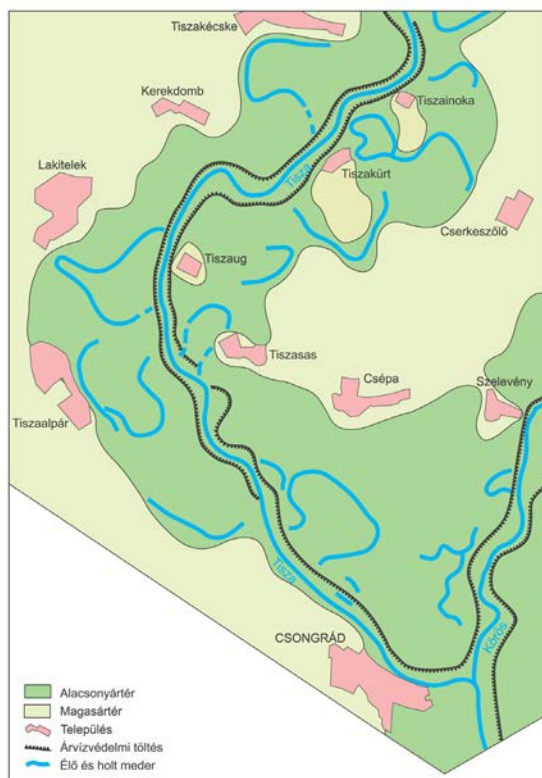 Tiszakécske
Kerekdomb
Tiszainoka
Lakitelek
Tisza
Tiszakürt
Cserkeszőlő
Tiszaug
Tiszasas
Csépa
Szelevény
Tiszaalpár
Tisza
Körös
CSONGRÁD
Alacsonyártér
Magasártér
Település
Árvízvédelmi töltés
Élő és holt meder